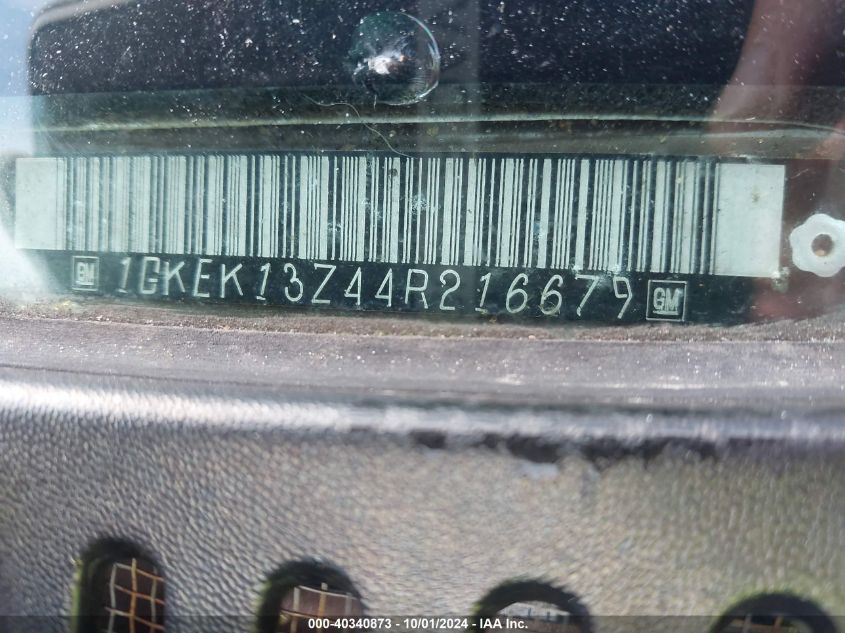 GM 1GKEK13Z44R216679 GM
000-40340873 - 10/01/2024 - IAA Inc.